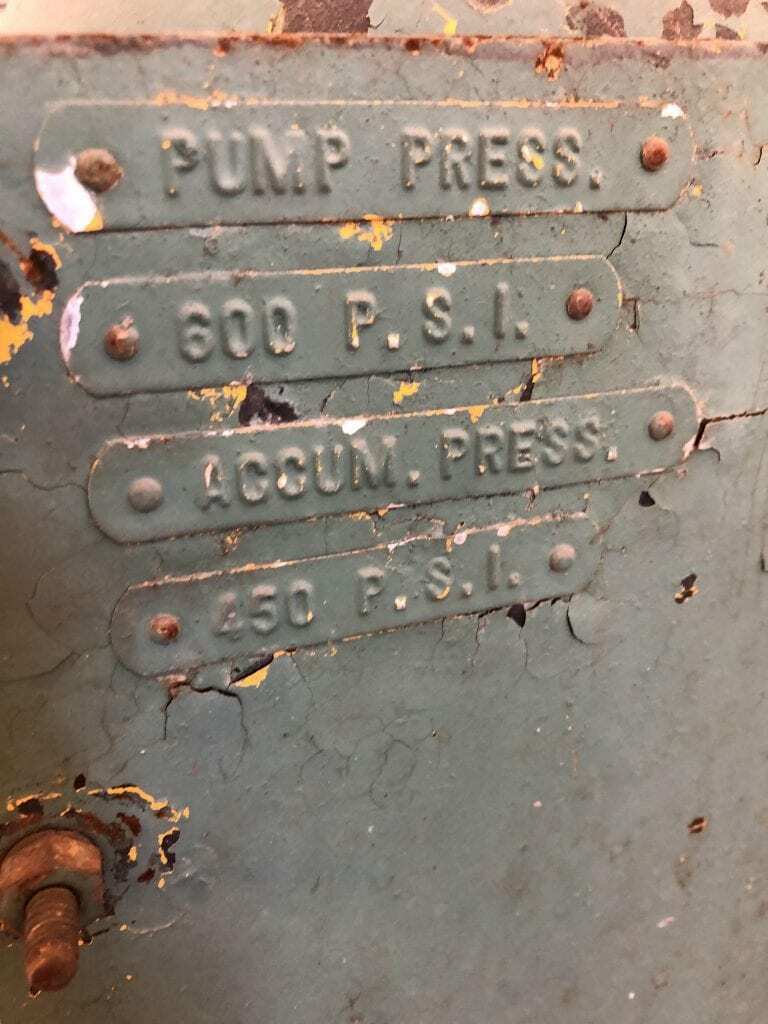 PUMP PRESS.
600 P.S.I.
ACCUM. PRESS.
450 P.S.I.